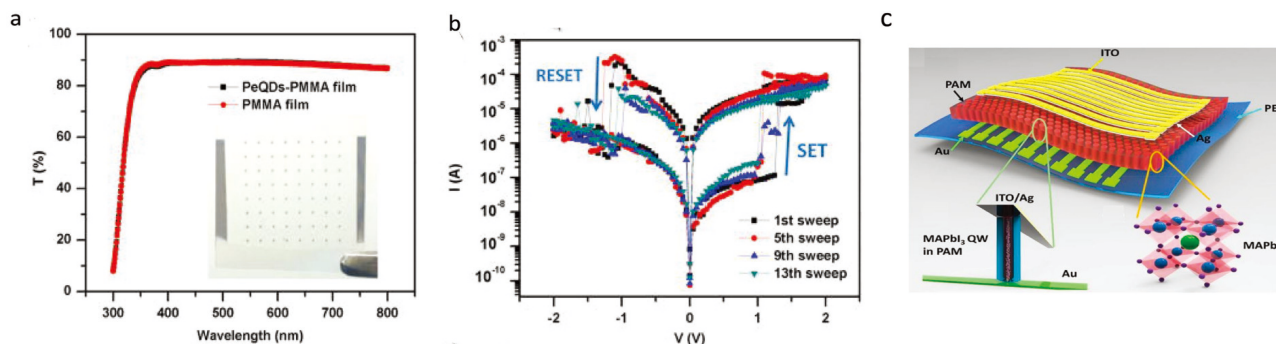 a
100
80
60
40
20
0
T (%)
300
400
500
600
700
800
Wavelength (nm)
PeQDs-PMMA film
PMMA film
b
10⁻³
10⁻⁴
10⁻⁵
10⁻⁶
10⁻⁷
10⁻⁸
10⁻⁹
10⁻¹⁰
I (A)
RESET
SET
1st sweep
5th sweep
9th sweep
13th sweep
-2
-1
0
1
2
V (V)
c
ITO
PAM
PE
Ag
Au
ITO/Ag
MAPbI₃ QW
in PAM
MAPb
Au